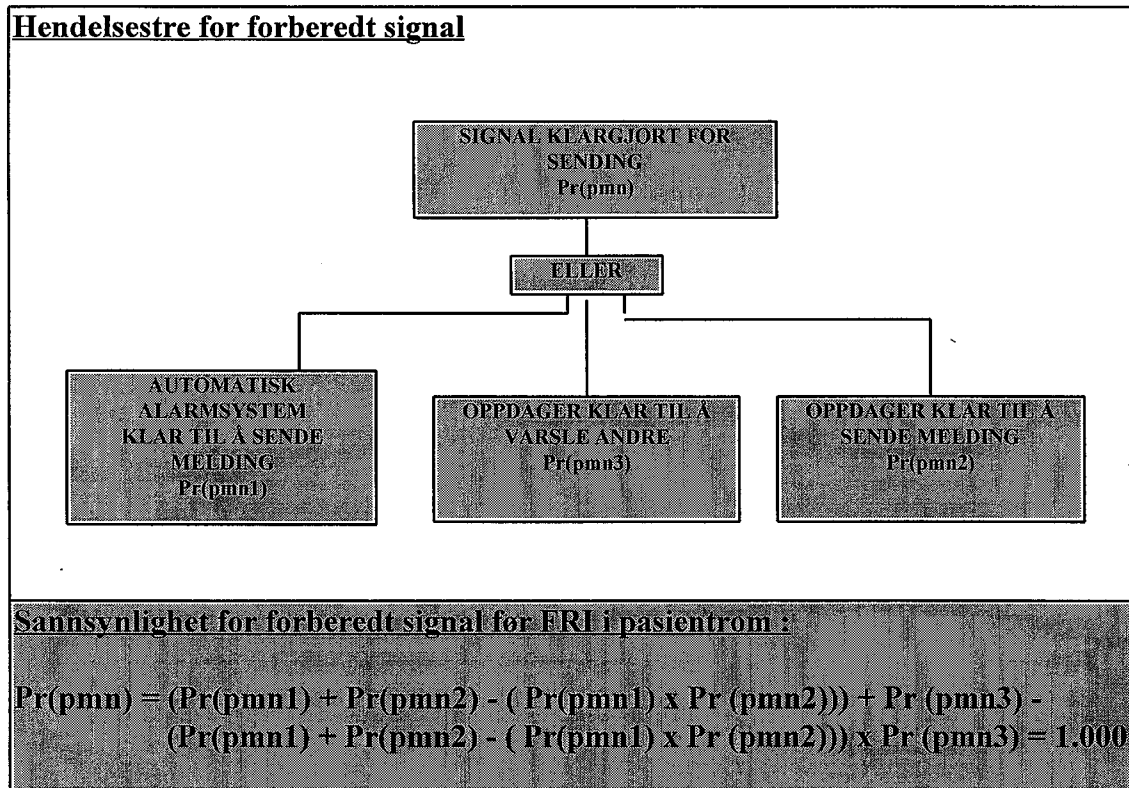 Hendelsestre for forberedt signal
SIGNAL KLARGJORT FOR
SENDING
Pr(pmn)
ELLER
AUTOMATISK
ALARMSYSTEM
KLAR TIL Å SENDE
MELDING
Pr(pmn1)
OPPDAGER KLAR TIL Å
VARSLE ANDRE
Pr(pmn3)
OPPDAGER KLAR TIL Å
SENDE MELDING
Pr(pmn2)
Sannsynlighet for forberedt signal før FRI i pasientrom :
Pr(pmn) = (Pr(pmn1) + Pr(pmn2) - ( Pr(pmn1) x Pr (pmn2))) + Pr (pmn3) -
(Pr(pmn1) + Pr(pmn2) - ( Pr(pmn1) x Pr (pmn2))) x Pr (pmn3) = 1.000